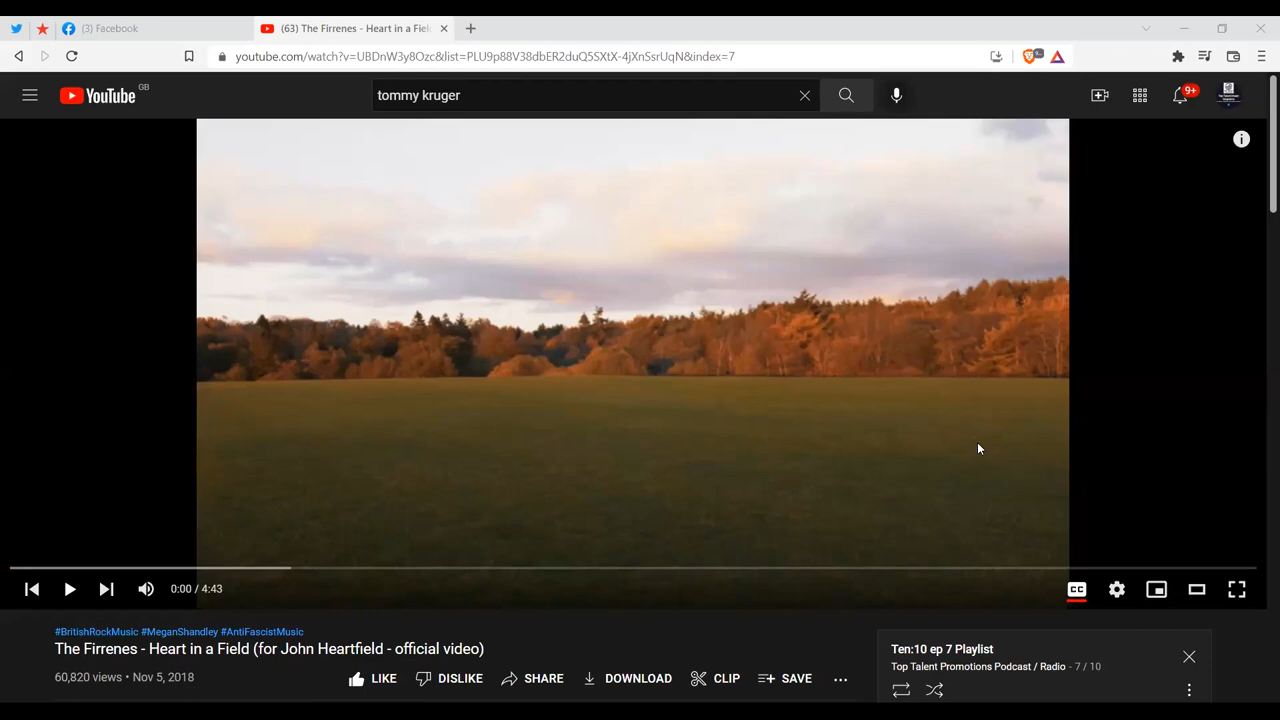 (3) Facebook
(63) The Firrenes - Heart in a Fiel
youtube.com/watch?v=UBDnW3y8Ozc&list=PLU9p88V38dbER2duQ5SXtX-4jXnSsrUqN&index=7
YouTube GB
tommy kruger
9+
0:00 / 4:43
CC
#BritishRockMusic #MeganShandley #AntiFascistMusic
The Firrenes - Heart in a Field (for John Heartfield - official video)
60,820 views • Nov 5, 2018
LIKE
DISLIKE
SHARE
DOWNLOAD
CLIP
SAVE
Ten:10 ep 7 Playlist
Top Talent Promotions Podcast / Radio - 7 / 10